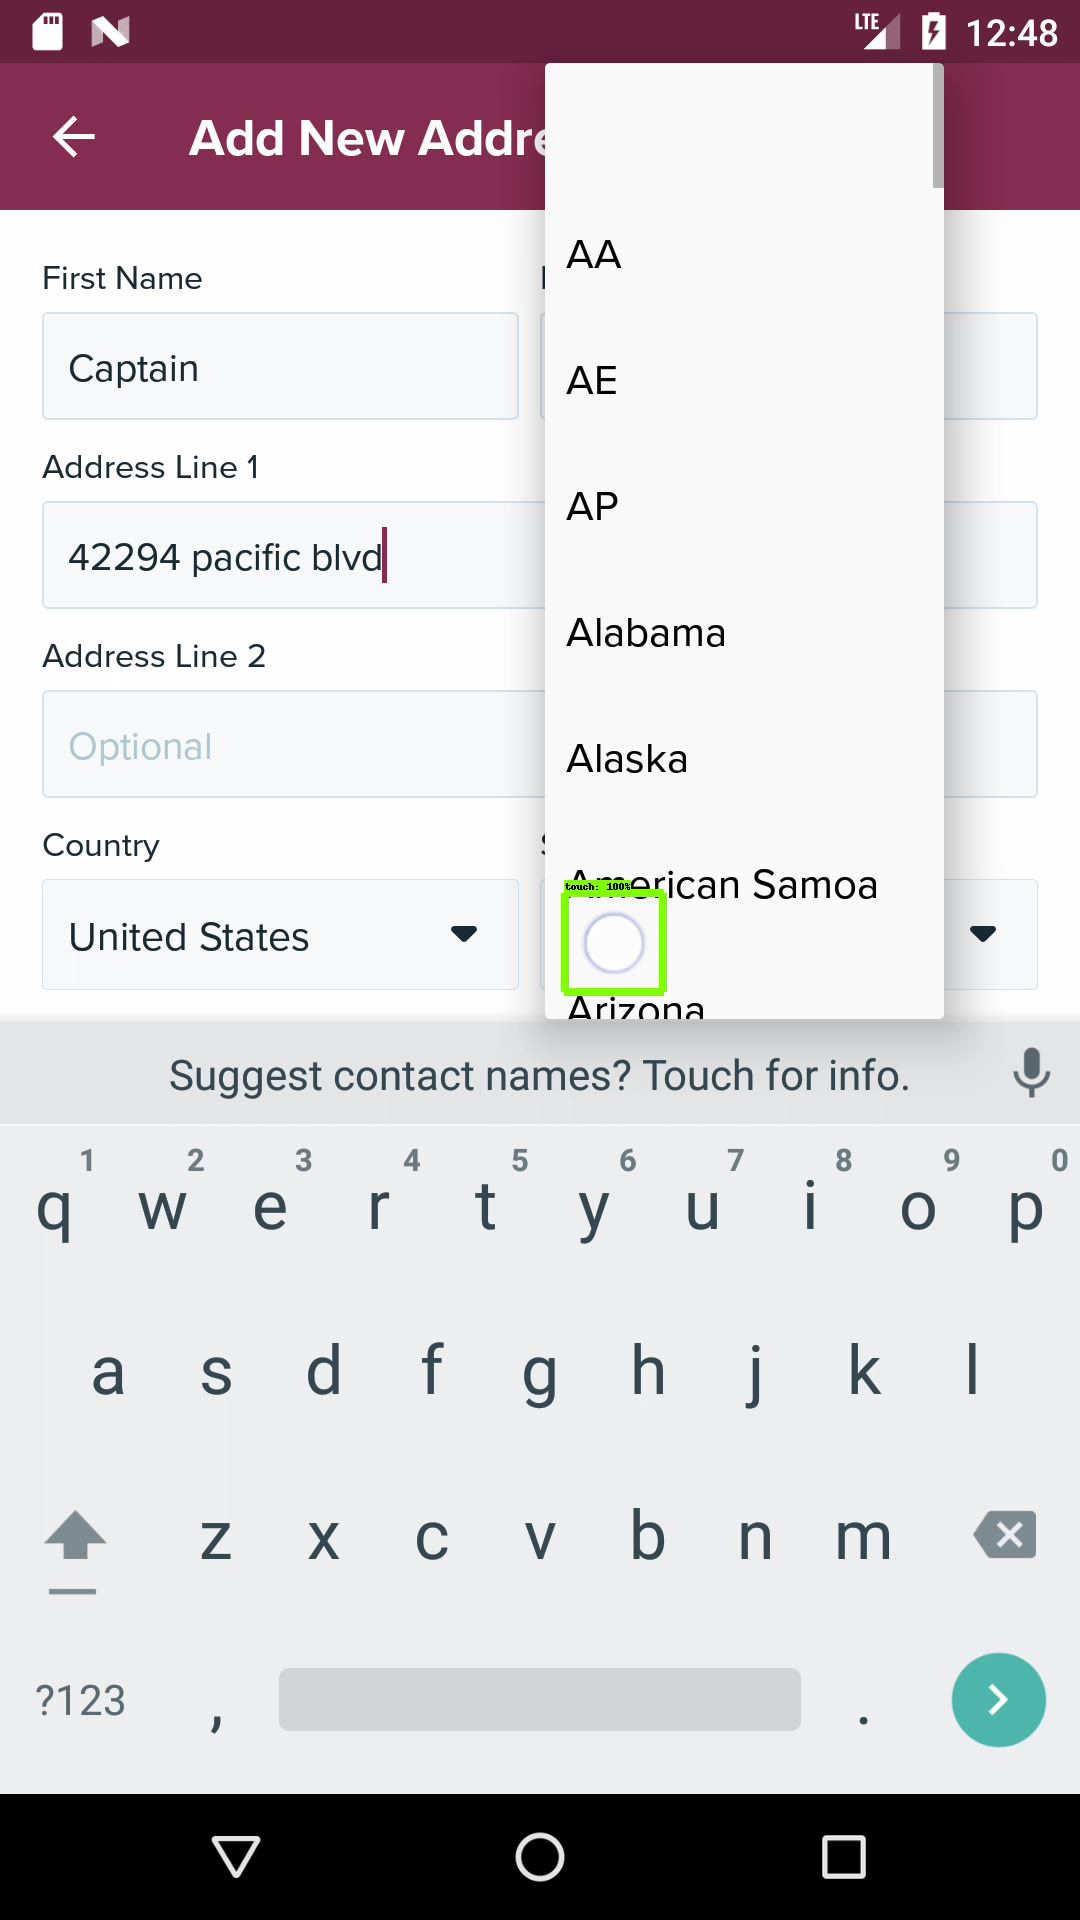 LTE 12:48
Add New Addre
First Name
Captain
Address Line 1
42294 pacific blvd
Address Line 2
Optional
Country
United States
AA
AE
AP
Alabama
Alaska
American Samoa
touch: 100%
Arizona
Suggest contact names? Touch for info.
1 2 3 4 5 6 7 8 9 0
q w e r t y u i o p
a s d f g h j k l
z x c v b n m
?123 , .